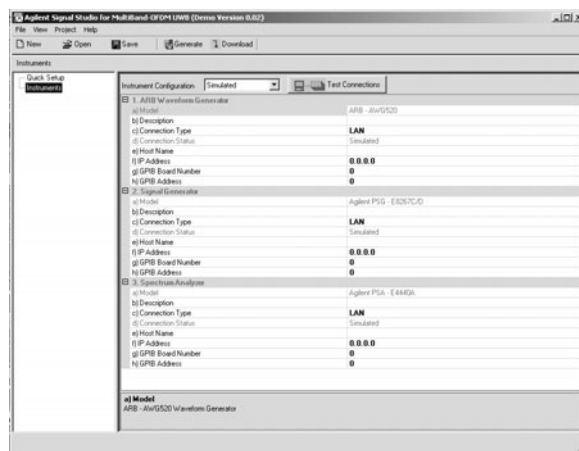 Agilent Signal Studio for MultiBand-OFDM UWB (Demo Version 0.02)
File View Project Help
New Open Save Generate Download
Instruments
Quick Setup
Instruments
Instrument Configuration Simulated Test Connections
1. ARB Waveform Generator
a) Model ARB - AWG520
b) Description
c) Connection Type LAN
d) Connection Status Simulated
e) Host Name
f) IP Address 0.0.0.0
g) GPIB Board Number 0
h) GPIB Address 0
2. Signal Generator
a) Model Agilent PSG - E8267C/D
b) Description
c) Connection Type LAN
d) Connection Status Simulated
e) Host Name
f) IP Address 0.0.0.0
g) GPIB Board Number 0
h) GPIB Address 0
3. Spectrum Analyzer
a) Model Agilent PSA - E4440A
b) Description
c) Connection Type LAN
d) Connection Status Simulated
e) Host Name
f) IP Address 0.0.0.0
g) GPIB Board Number 0
h) GPIB Address 0
a) Model
ARB - AWG520 Waveform Generator